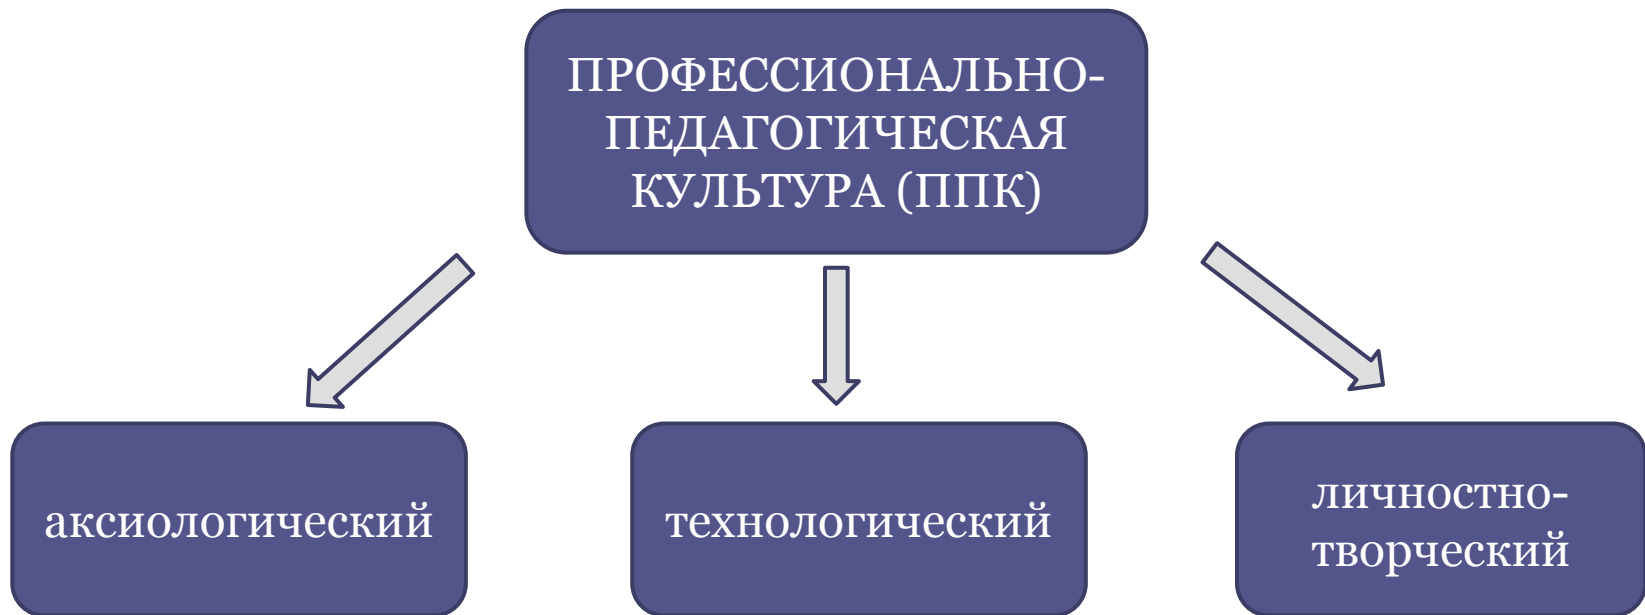 ПРОФЕССИОНАЛЬНО-
ПЕДАГОГИЧЕСКАЯ
КУЛЬТУРА (ППК)
аксиологический
технологический
личностно-
творческий